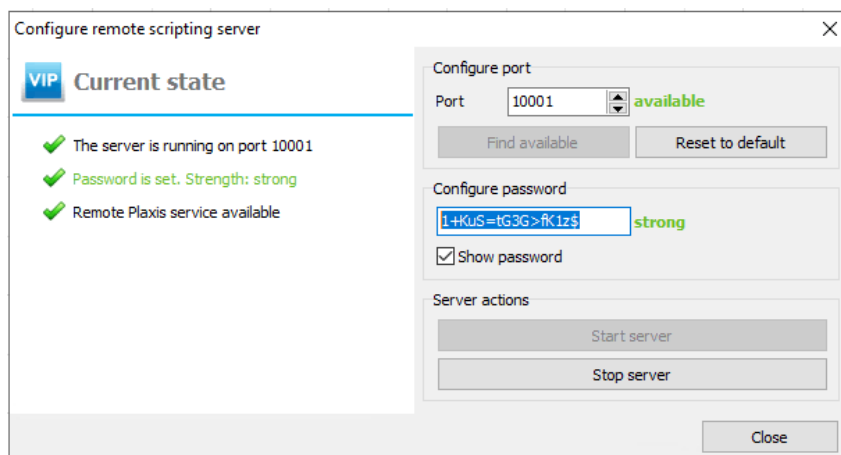 Configure remote scripting server
VIP Current state
The server is running on port 10001
Password is set. Strength: strong
Remote Plaxis service available
Configure port
Port 10001 available
Find available Reset to default
Configure password
1+KuS=tG3G>fK1z$ strong
Show password
Server actions
Start server
Stop server
Close